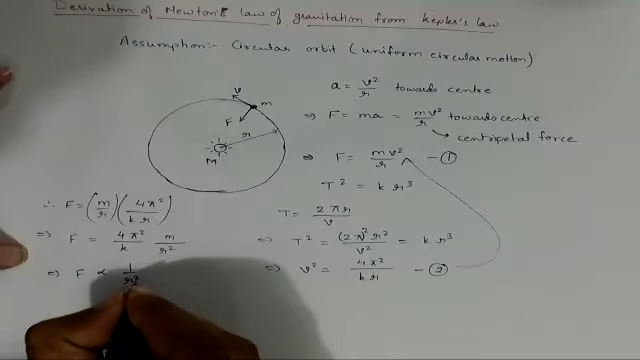 Derivation of Newton's law of gravitation from kepler's law
Assumption:- Circular orbit (uniform circular motion)
a = v²/r towards centre
⇒ F = ma = mv²/r towards centre
centripetal force
⇒ F = mv²/r — ①
T² = k r³
T = 2πr/v
⇒ T² = (2π)² r²/v² = k r³
⇒ v² = 4π²/kr — ②
v
m
F
r
M
∴ F = (m/r) (4π²/kr)
⇒ F = 4π²/k m/r²
⇒ F ∝ 1/r²